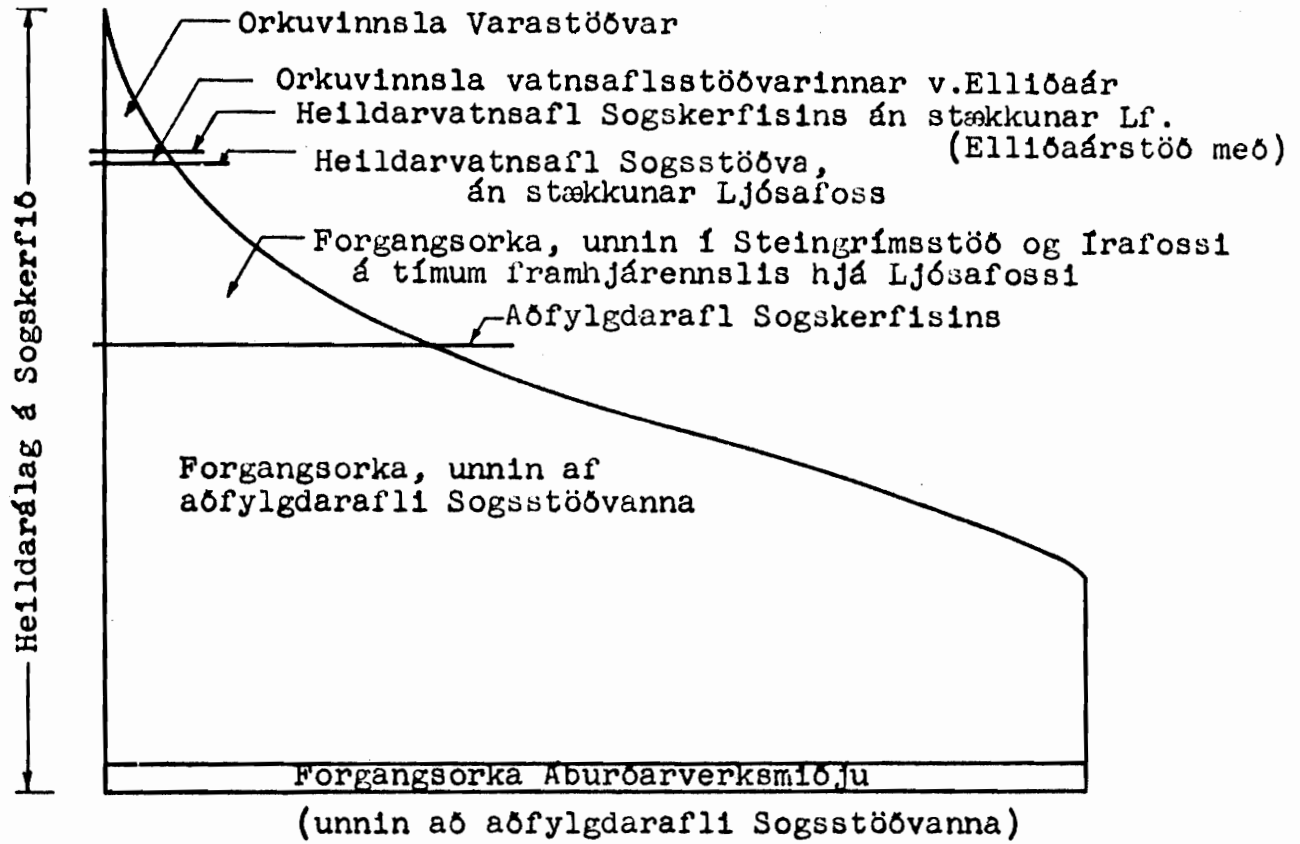 Orkuvinnsla Varastöðvar
Orkuvinnsla vatnsaflsstöðvarinnar v.Elliðaár
Heildarvatnsafl Sogskerfisins án stækkunar Lf.
(Elliðaárstöð með)
Heildarvatnsafl Sogsstöðva,
án stækkunar Ljósafoss
Forgangsorka, unnin í Steingrímsstöð og Írafossi
á tímum framhjárennslis hjá Ljósafossi
Aðfylgdarafl Sogskerfisins
Heildarálag á Sogskerfið
Forgangsorka, unnin af
aðfylgdarafli Sogsstöðvanna
Forgangsorka Áburðarverksmiðju
(unnin að aðfylgdarafli Sogsstöðvanna)